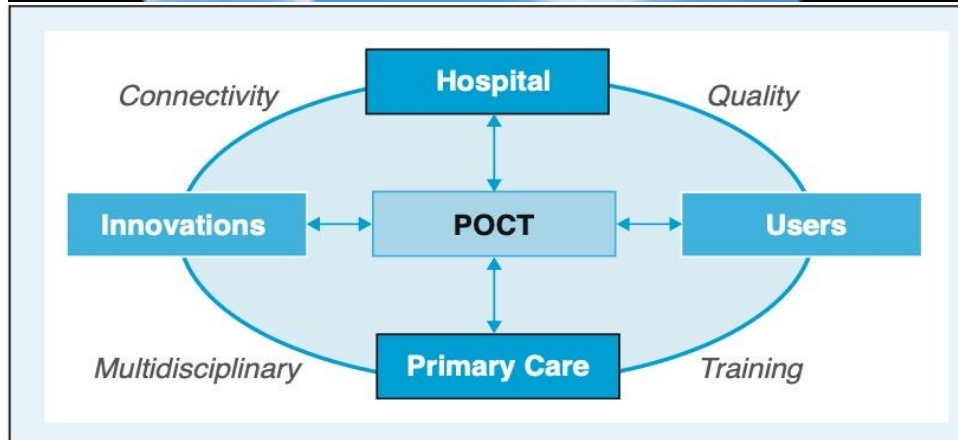 Hospital
Connectivity
Quality
Innovations
POCT
Users
Multidisciplinary
Primary Care
Training